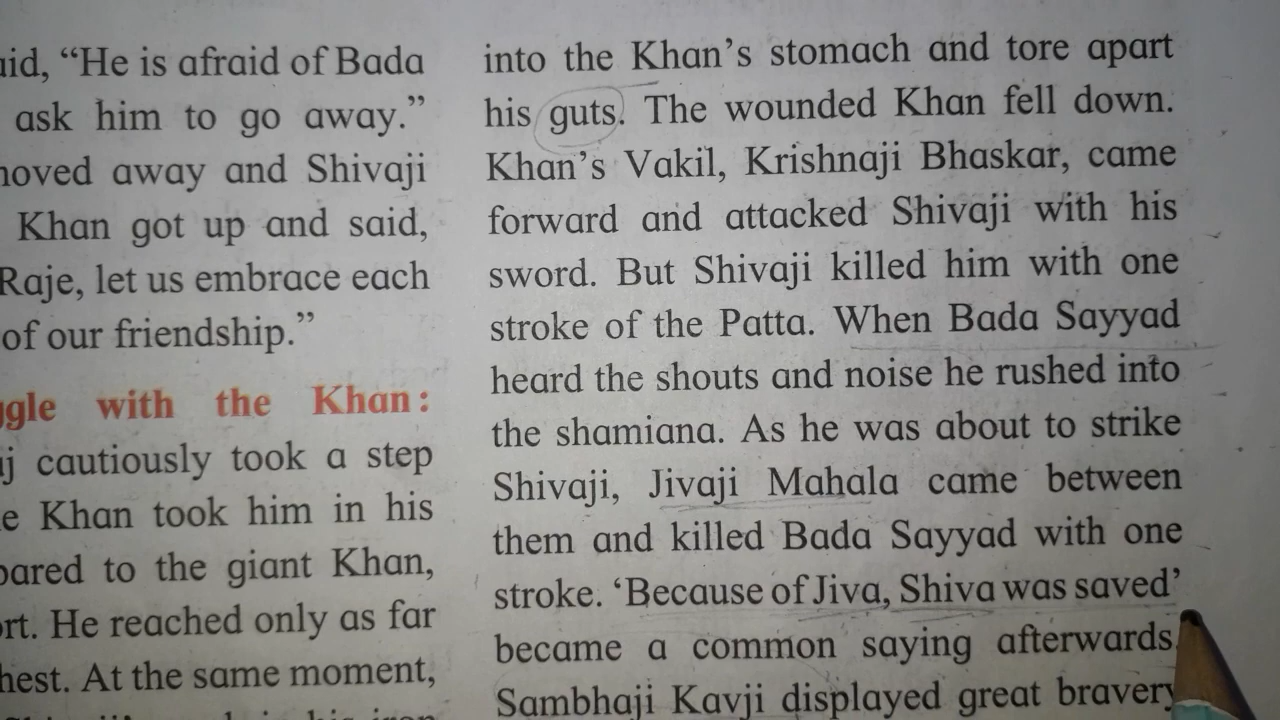 “He is afraid of Bada
ask him to go away.”
away and Shivaji
Khan got up and said,
Raje, let us embrace each
of our friendship.”
with the Khan:
cautiously took a step
Khan took him in his
to the giant Khan,
He reached only as far
At the same moment,
into the Khan’s stomach and tore apart
his guts. The wounded Khan fell down.
Khan’s Vakil, Krishnaji Bhaskar, came
forward and attacked Shivaji with his
sword. But Shivaji killed him with one
stroke of the Patta. When Bada Sayyad
heard the shouts and noise he rushed into
the shamiana. As he was about to strike
Shivaji, Jivaji Mahala came between
them and killed Bada Sayyad with one
stroke. ‘Because of Jiva, Shiva was saved’
became a common saying afterwards.
Sambhaji Kavji displayed great bravery